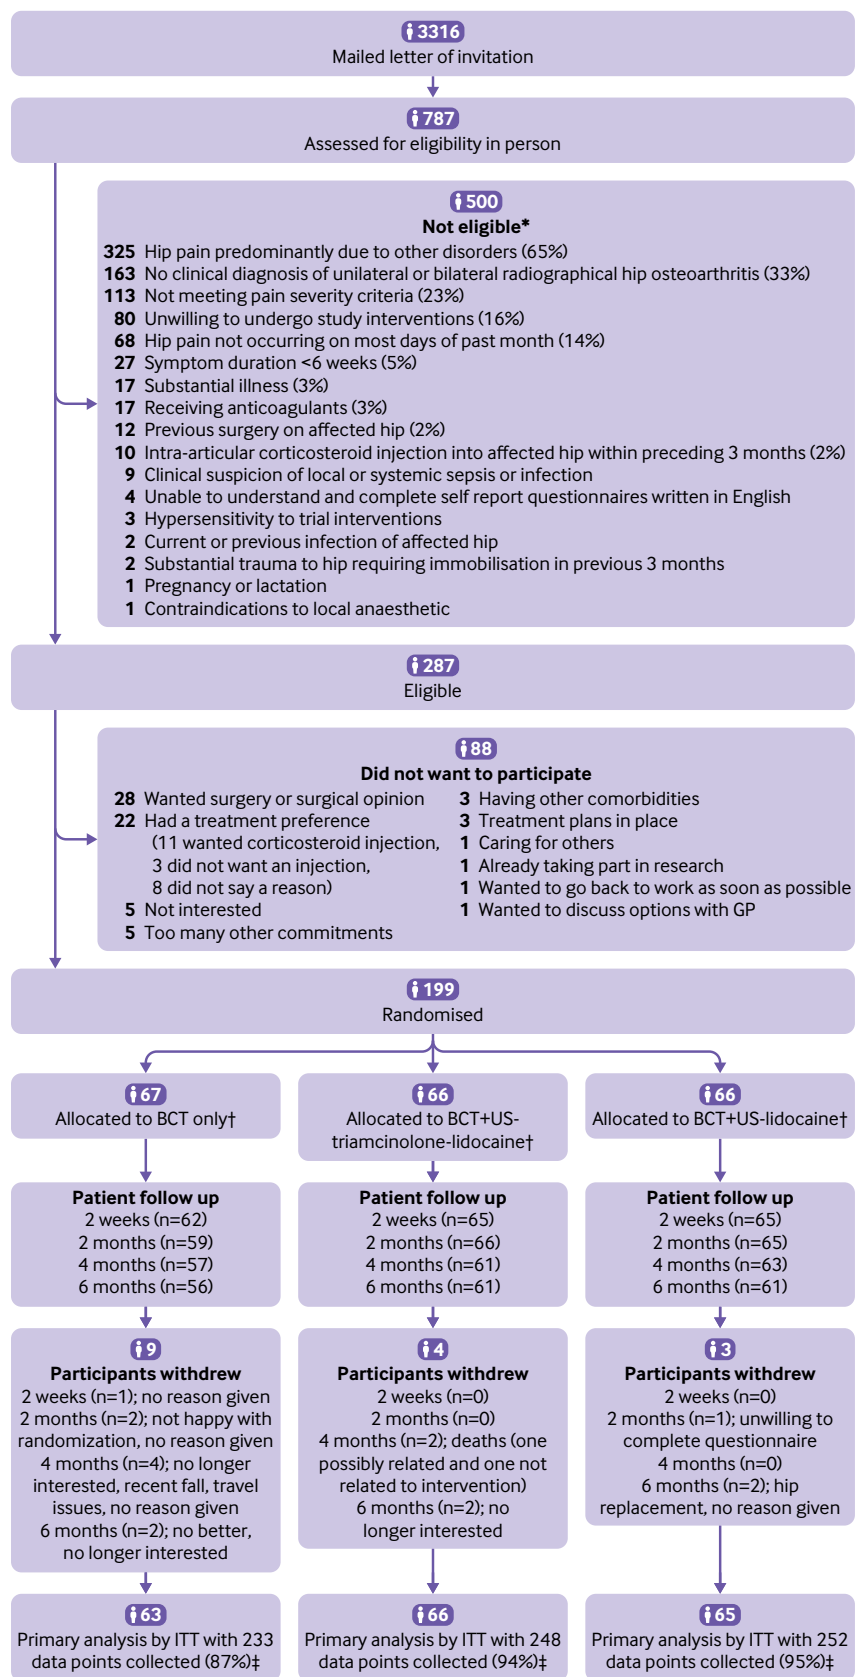 3316
Mailed letter of invitation
787
Assessed for eligibility in person
500
Not eligible*
325 Hip pain predominantly due to other disorders (65%)
163 No clinical diagnosis of unilateral or bilateral radiographical hip osteoarthritis (33%)
113 Not meeting pain severity criteria (23%)
80 Unwilling to undergo study interventions (16%)
68 Hip pain not occurring on most days of past month (14%)
27 Symptom duration <6 weeks (5%)
17 Substantial illness (3%)
17 Receiving anticoagulants (3%)
12 Previous surgery on affected hip (2%)
10 Intra-articular corticosteroid injection into affected hip within preceding 3 months (2%)
9 Clinical suspicion of local or systemic sepsis or infection
4 Unable to understand and complete self report questionnaires written in English
3 Hypersensitivity to trial interventions
2 Current or previous infection of affected hip
2 Substantial trauma to hip requiring immobilisation in previous 3 months
1 Pregnancy or lactation
1 Contraindications to local anaesthetic
287
Eligible
88
Did not want to participate
28 Wanted surgery or surgical opinion
22 Had a treatment preference
(11 wanted corticosteroid injection,
3 did not want an injection,
8 did not say a reason)
5 Not interested
5 Too many other commitments
3 Having other comorbidities
3 Treatment plans in place
1 Caring for others
1 Already taking part in research
1 Wanted to go back to work as soon as possible
1 Wanted to discuss options with GP
199
Randomised
67
Allocated to BCT only†
66
Allocated to BCT+US-
triamcinolone-lidocaine†
66
Allocated to BCT+US-lidocaine†
Patient follow up
2 weeks (n=62)
2 months (n=59)
4 months (n=57)
6 months (n=56)
Patient follow up
2 weeks (n=65)
2 months (n=66)
4 months (n=61)
6 months (n=61)
Patient follow up
2 weeks (n=65)
2 months (n=65)
4 months (n=63)
6 months (n=61)
9
Participants withdrew
2 weeks (n=1); no reason given
2 months (n=2); not happy with
randomization, no reason given
4 months (n=4); no longer
interested, recent fall, travel
issues, no reason given
6 months (n=2); no better,
no longer interested
4
Participants withdrew
2 weeks (n=0)
2 months (n=0)
4 months (n=2); deaths (one
possibly related and one not
related to intervention)
6 months (n=2); no
longer interested
3
Participants withdrew
2 weeks (n=0)
2 months (n=1); unwilling to
complete questionnaire
4 months (n=0)
6 months (n=2); hip
replacement, no reason given
63
Primary analysis by ITT with 233
data points collected (87%)‡
66
Primary analysis by ITT with 248
data points collected (94%)‡
65
Primary analysis by ITT with 252
data points collected (95%)‡